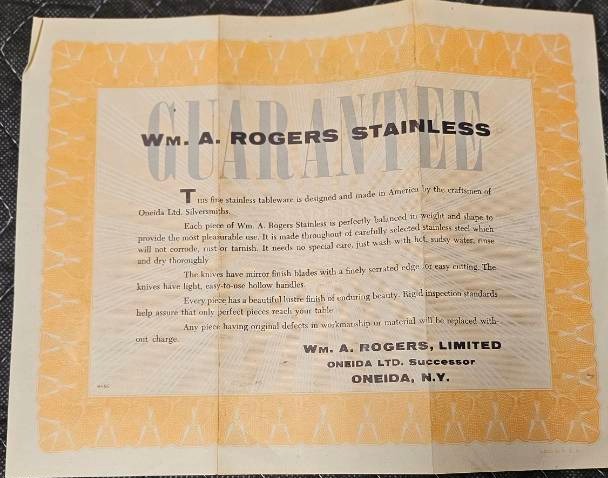 GUARANTEE
WM. A. ROGERS STAINLESS
THIS fine stainless tableware is designed and made in America by the craftsmen of
Oneida Ltd. Silversmiths.
Each piece of Wm. A. Rogers Stainless is perfectly balanced in weight and shape to
provide the most pleasurable use. It is made throughout of carefully selected stainless steel which
will not corrode, rust or tarnish. It needs no special care, just wash with hot, sudsy water, rinse
and dry thoroughly
The knives have mirror finish blades with a finely serrated edge for easy cutting. The
knives have light, easy-to-use hollow handles.
Every piece has a beautiful lustre finish of enduring beauty. Rigid inspection standards
help assure that only perfect pieces reach your table
Any piece having original defects in workmanship or material will be replaced with-
out charge.
WM. A. ROGERS, LIMITED
ONEIDA LTD. Successor
ONEIDA, N.Y.